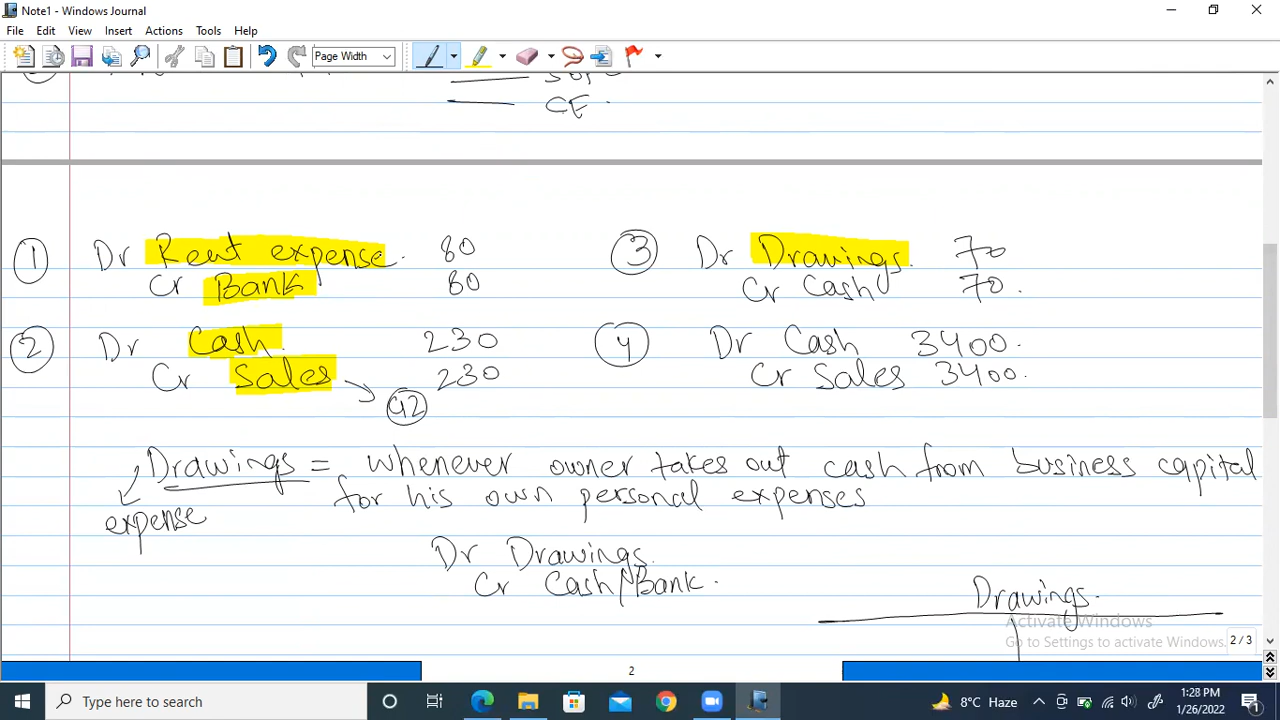 Note1 - Windows Journal
File Edit View Insert Actions Tools Help
Page Width
CF
1 Dr Rent expense. 80
Cr Bank 80
3 Dr Drawings. 70
Cr Cash 70.
2 Dr Cash. 230
Cr Sales 230
42
4 Dr Cash 3400.
Cr Sales 3400.
Drawings = whenever owner takes out cash from business capital
for his own personal expenses
expense
Dr Drawings.
Cr Cash/Bank.
Drawings.
Activate Windows
Go to Settings to activate Windows.
2 / 3
2
Type here to search
8°C Haze
1:28 PM
1/26/2022
1